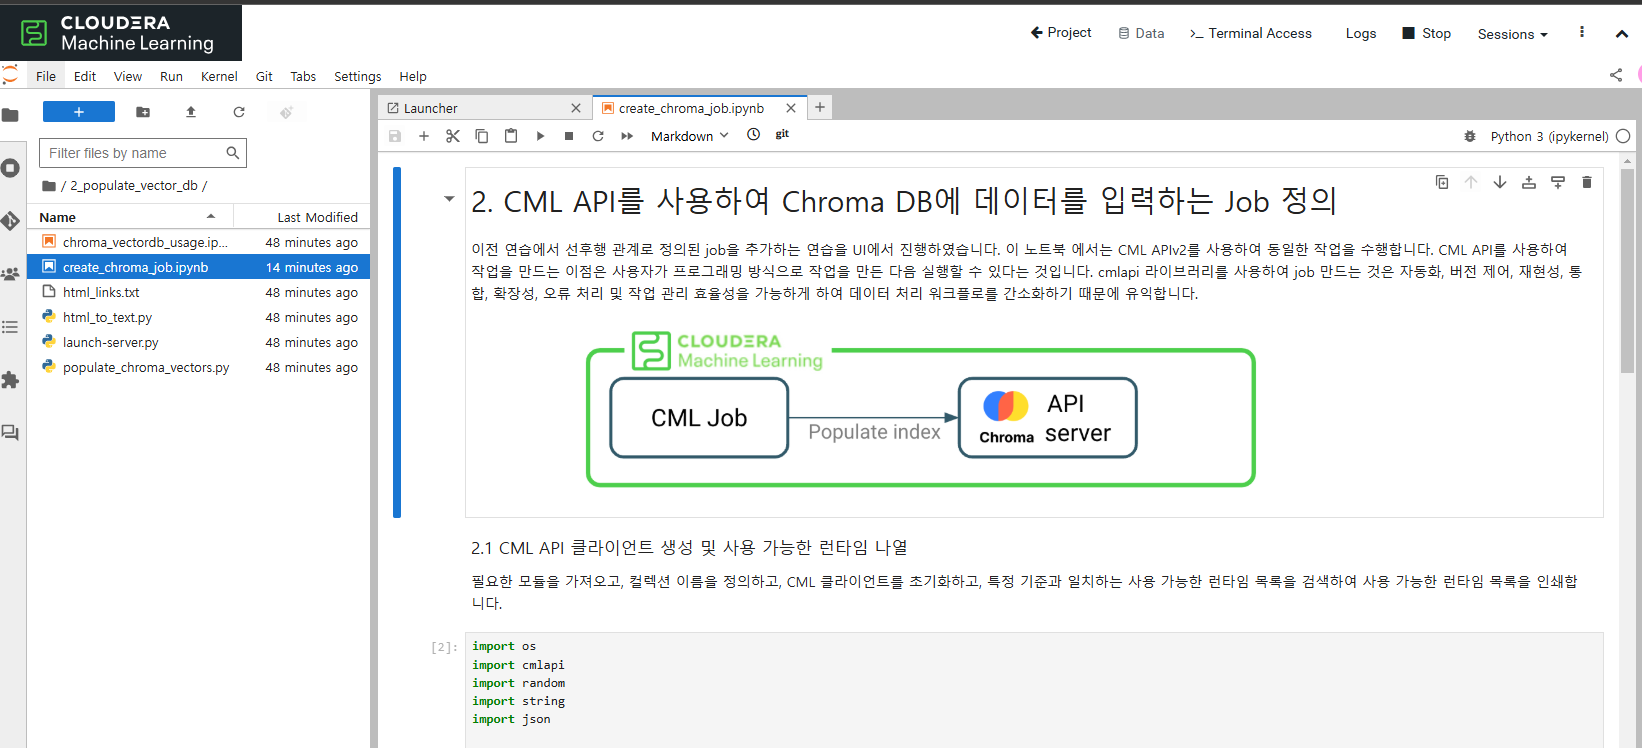 CLOUDERA
Machine Learning
Project
Data
Terminal Access
Logs
Stop
Sessions
File Edit View Run Kernel Git Tabs Settings Help
Filter files by name
/ 2_populate_vector_db /
Name Last Modified
chroma_vectordb_usage.ip... 48 minutes ago
create_chroma_job.ipynb 14 minutes ago
html_links.txt 48 minutes ago
html_to_text.py 48 minutes ago
launch-server.py 48 minutes ago
populate_chroma_vectors.py 48 minutes ago
Launcher
create_chroma_job.ipynb
Markdown
git
Python 3 (ipykernel)
2. CML API를 사용하여 Chroma DB에 데이터를 입력하는 Job 정의
이전 연습에서 선후행 관계로 정의된 job을 추가하는 연습을 UI에서 진행하였습니다. 이 노트북 에서는 CML APIv2를 사용하여 동일한 작업을 수행합니다. CML API를 사용하여
작업을 만드는 이점은 사용자가 프로그래밍 방식으로 작업을 만든 다음 실행할 수 있다는 것입니다. cmlapi 라이브러리를 사용하여 job 만드는 것은 자동화, 버전 제어, 재현성, 통
합, 확장성, 오류 처리 및 작업 관리 효율성을 가능하게 하여 데이터 처리 워크플로를 간소화하기 때문에 유익합니다.
CLOUDERA
Machine Learning
CML Job
Populate index
Chroma
API
server
2.1 CML API 클라이언트 생성 및 사용 가능한 런타임 나열
필요한 모듈을 가져오고, 컬렉션 이름을 정의하고, CML 클라이언트를 초기화하고, 특정 기준과 일치하는 사용 가능한 런타임 목록을 검색하여 사용 가능한 런타임 목록을 인쇄합
니다.
[2]:
import os
import cmlapi
import random
import string
import json